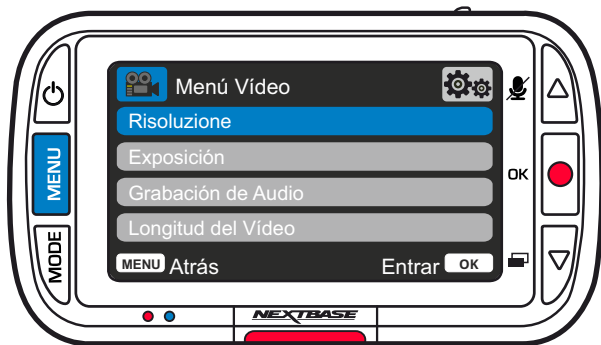 Menú Vídeo
Risoluzione
Exposición
Grabación de Audio
Longitud del Vídeo
MENU Atrás Entrar OK
MENU
MODE
OK
NEXTBASE